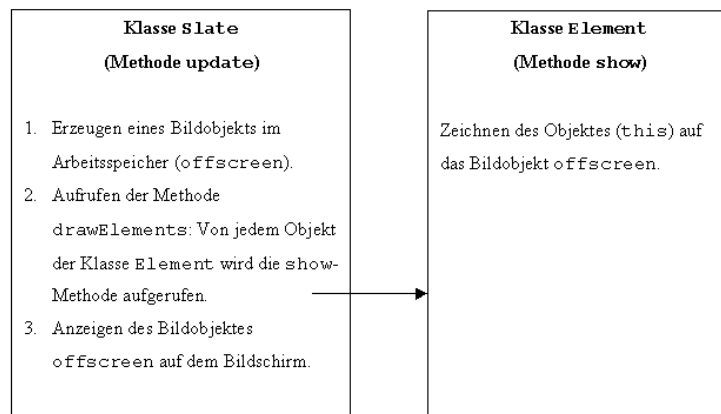 Klasse Slate
(Methode update)
1. Erzeugen eines Bildobjekts im
Arbeitsspeicher (offscreen).
2. Aufrufen der Methode
drawElements: Von jedem Objekt
der Klasse Element wird die show-
Methode aufgerufen.
3. Anzeigen des Bildobjektes
offscreen auf dem Bildschirm.
Klasse Element
(Methode show)
Zeichnen des Objektes (this) auf
das Bildobjekt offscreen.